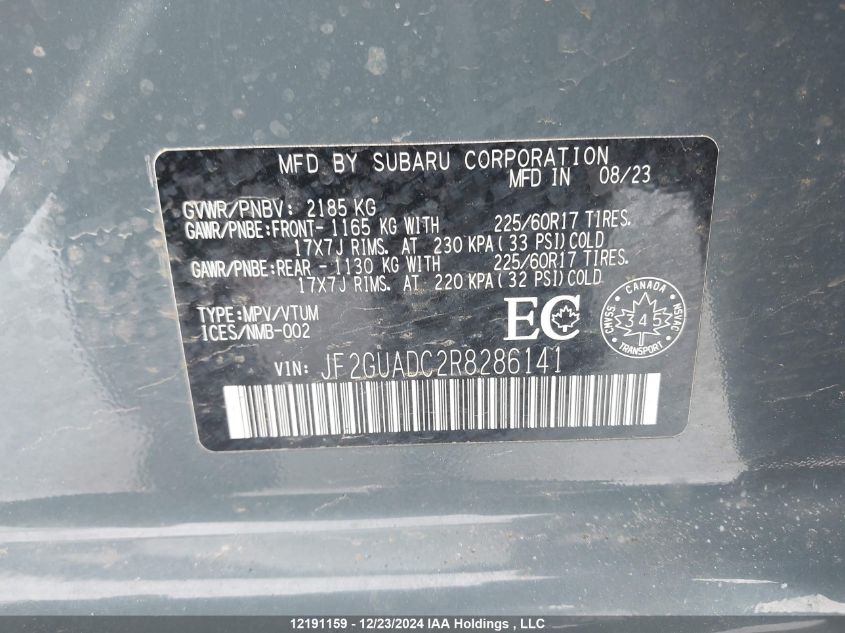 MFD BY SUBARU CORPORATION
MFD IN 08/23
GVWR/PNBV: 2185 KG
GAWR/PNBE:FRONT- 1165 KG WITH 225/60R17 TIRES.
17X7J RIMS. AT 230 KPA(33 PSI)COLD
GAWR/PNBE:REAR - 1130 KG WITH 225/60R17 TIRES.
17X7J RIMS. AT 220 KPA(32 PSI)COLD
TYPE:MPV/VTUM
ICES/NMB-002
EC
CANADA
CMVSS
NSVAC
345
TRANSPORT
VIN: JF2GUADC2R8286141
12191159 - 12/23/2024 IAA Holdings , LLC